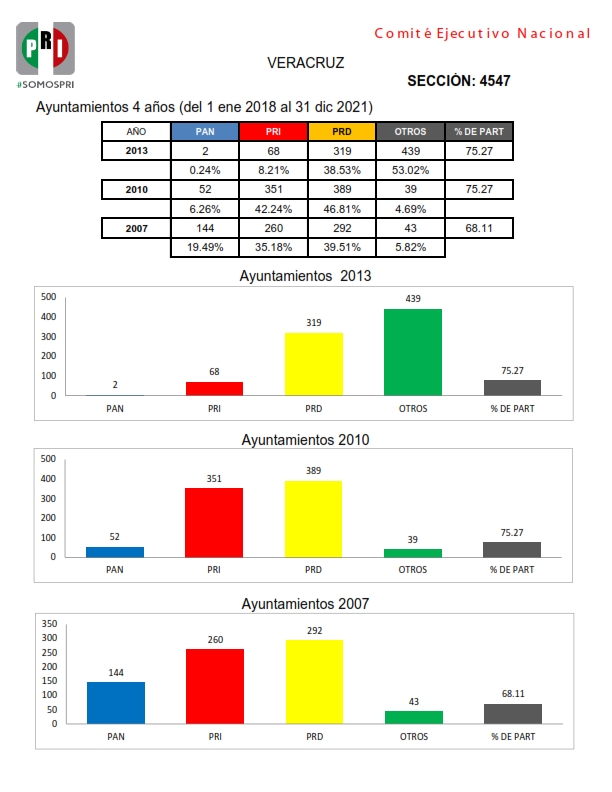 Comité Ejecutivo Nacional
PRI
#SOMOSPRI
VERACRUZ
SECCIÓN: 4547
Ayuntamientos 4 años (del 1 ene 2018 al 31 dic 2021)
AÑO PAN PRI PRD OTROS % DE PART
2013 2 68 319 439 75.27
0.24% 8.21% 38.53% 53.02%
2010 52 351 389 39 75.27
6.26% 42.24% 46.81% 4.69%
2007 144 260 292 43 68.11
19.49% 35.18% 39.51% 5.82%
Ayuntamientos 2013
500
400
300
200
100
0
2 68 319 439 75.27
PAN PRI PRD OTROS % DE PART
Ayuntamientos 2010
500
400
300
200
100
0
52 351 389 39 75.27
PAN PRI PRD OTROS % DE PART
Ayuntamientos 2007
350
300
250
200
150
100
50
0
144 260 292 43 68.11
PAN PRI PRD OTROS % DE PART